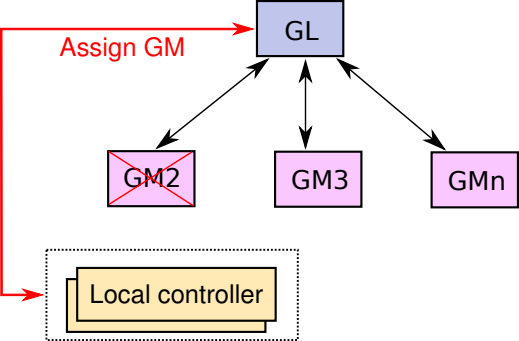 GL
Assign GM
GM2
GM3
GMn
Local controller